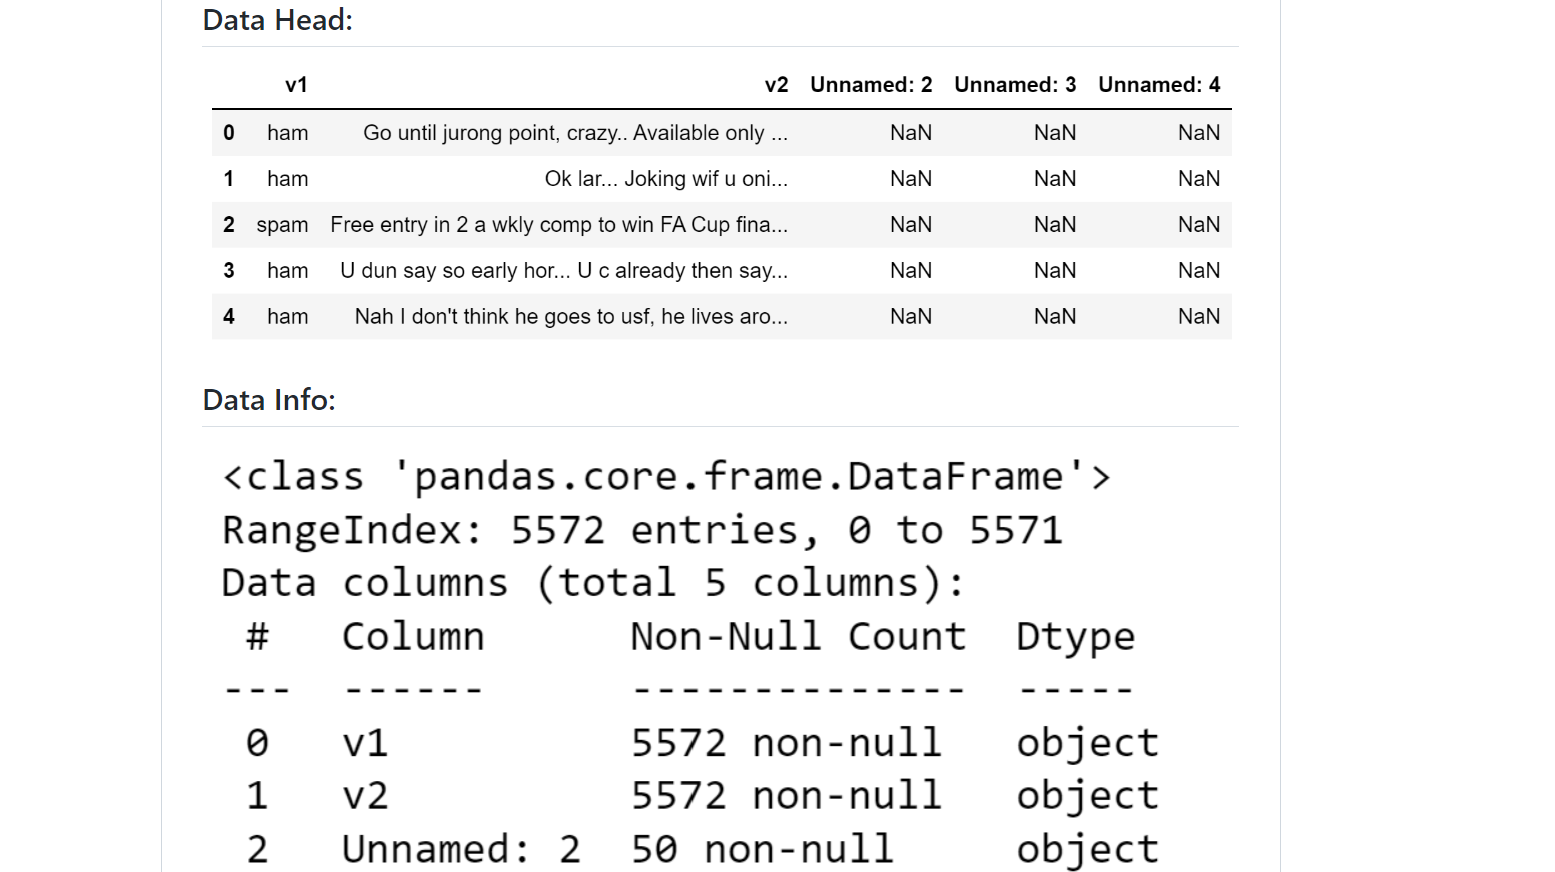 Data Head:
v1 v2 Unnamed: 2 Unnamed: 3 Unnamed: 4
0 ham Go until jurong point, crazy.. Available only ... NaN NaN NaN
1 ham Ok lar... Joking wif u oni... NaN NaN NaN
2 spam Free entry in 2 a wkly comp to win FA Cup fina... NaN NaN NaN
3 ham U dun say so early hor... U c already then say... NaN NaN NaN
4 ham Nah I don't think he goes to usf, he lives aro... NaN NaN NaN
Data Info:
<class 'pandas.core.frame.DataFrame'>
RangeIndex: 5572 entries, 0 to 5571
Data columns (total 5 columns):
# Column Non-Null Count Dtype
--- ------ -------------- -----
0 v1 5572 non-null object
1 v2 5572 non-null object
2 Unnamed: 2 50 non-null object